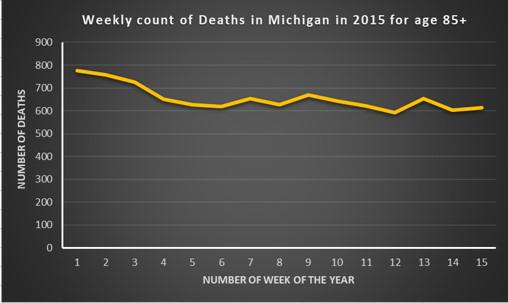 Weekly count of Deaths in Michigan in 2015 for age 85+
NUMBER OF DEATHS
900
800
700
600
500
400
300
200
100
0
1 2 3 4 5 6 7 8 9 10 11 12 13 14 15
NUMBER OF WEEK OF THE YEAR